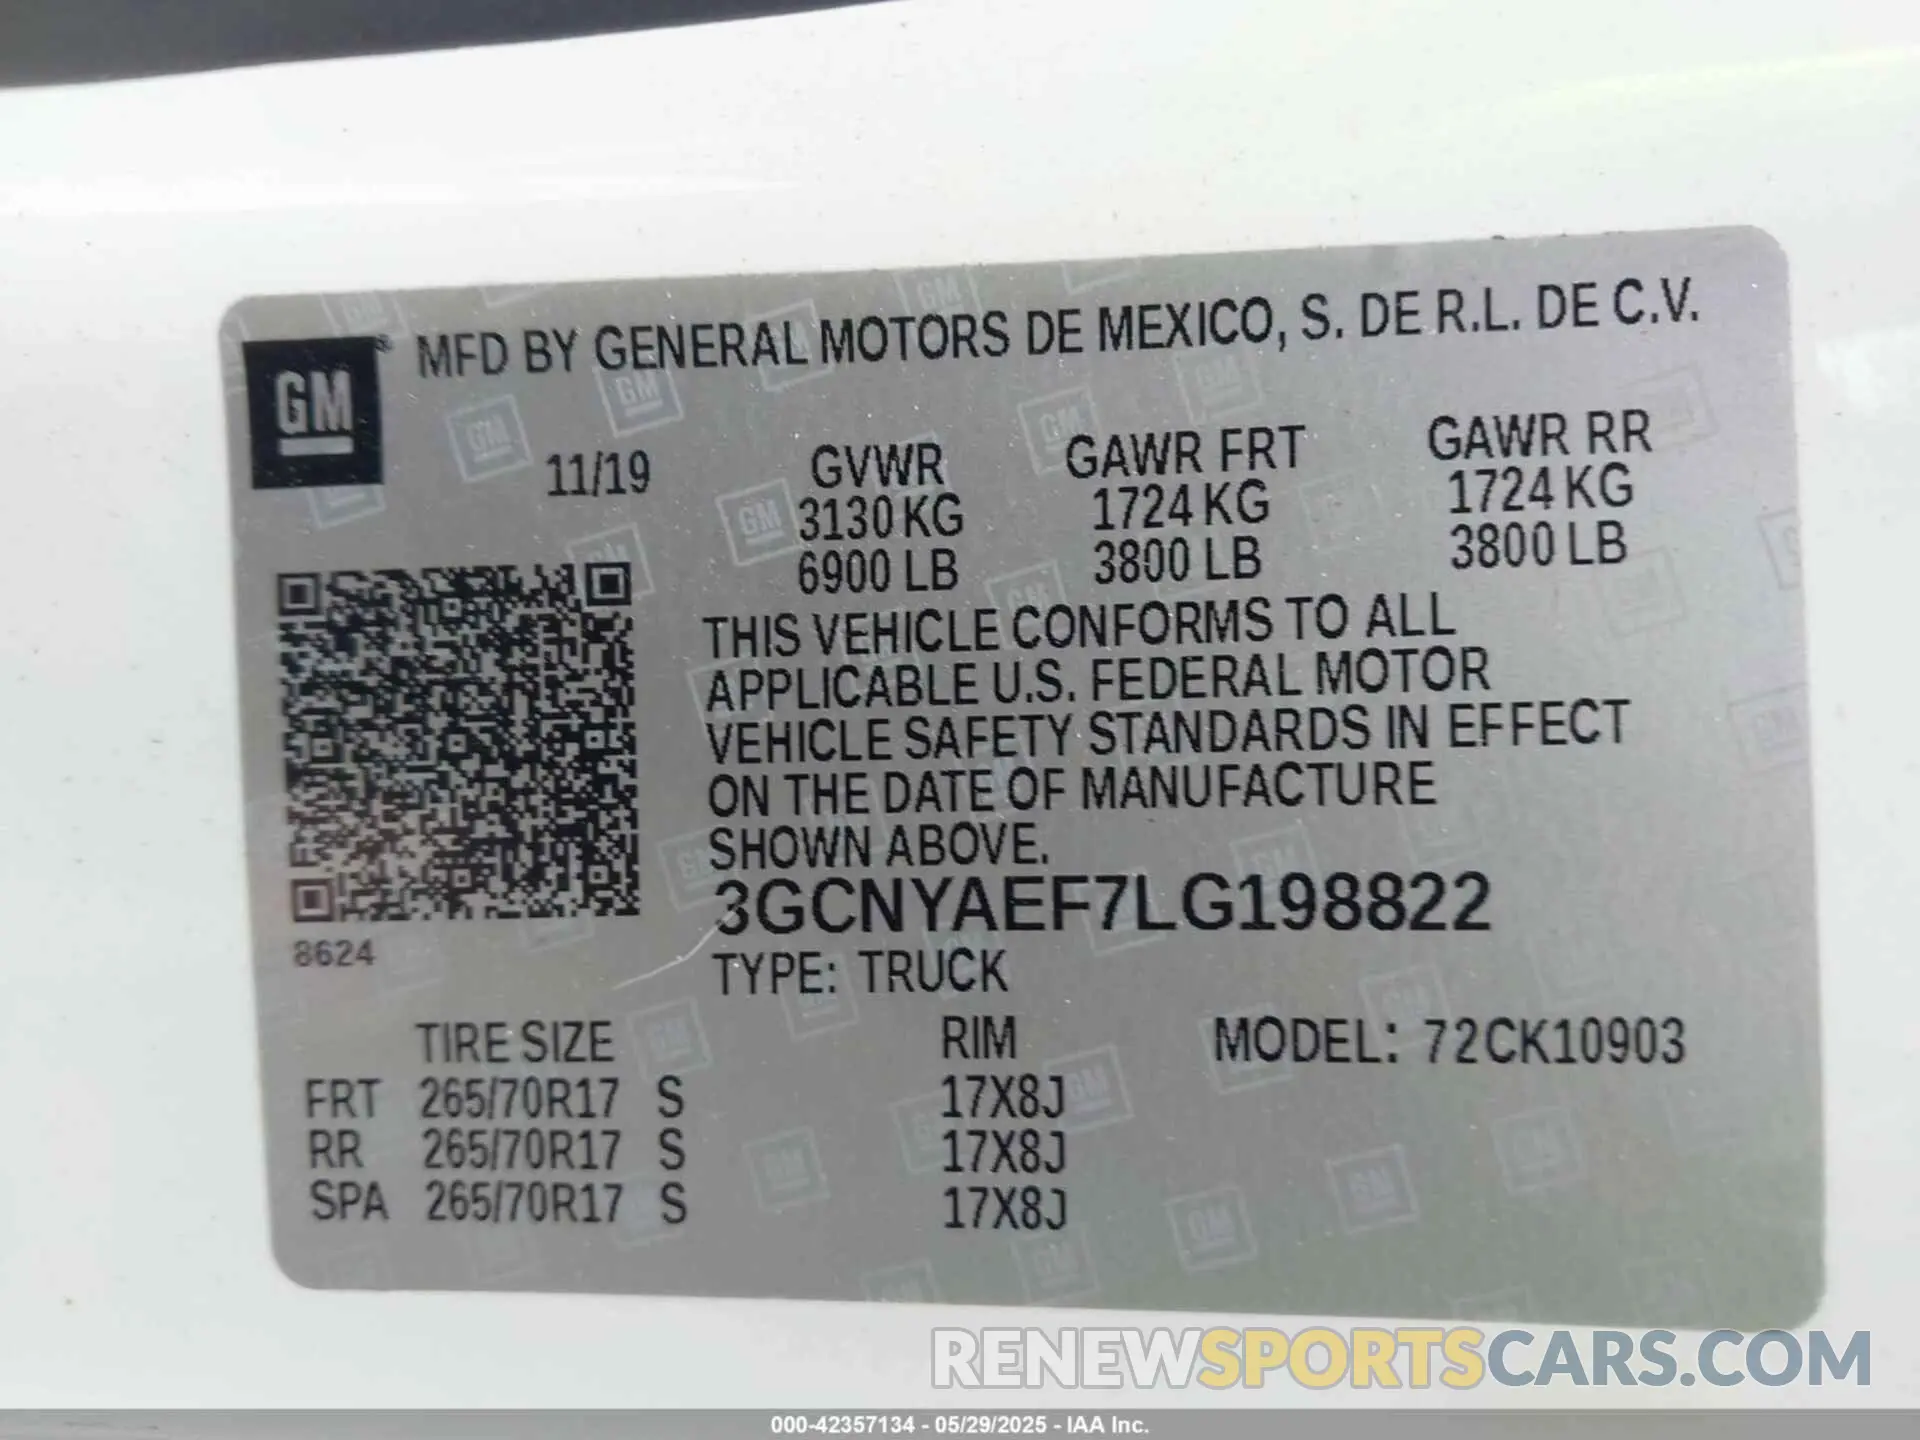 GM® MFD BY GENERAL MOTORS DE MEXICO, S. DE R.L. DE C.V.
11/19 GVWR GAWR FRT GAWR RR
3130 KG 1724 KG 1724 KG
6900 LB 3800 LB 3800 LB
THIS VEHICLE CONFORMS TO ALL
APPLICABLE U.S. FEDERAL MOTOR
VEHICLE SAFETY STANDARDS IN EFFECT
ON THE DATE OF MANUFACTURE
SHOWN ABOVE.
3GCNYAEF7LG198822
8624
TYPE: TRUCK
TIRE SIZE RIM MODEL: 72CK10903
FRT 265/70R17 S 17X8J
RR 265/70R17 S 17X8J
SPA 265/70R17 S 17X8J
RENEWSPORTSCARS.COM
000-42357134 - 05/29/2025 - IAA Inc.